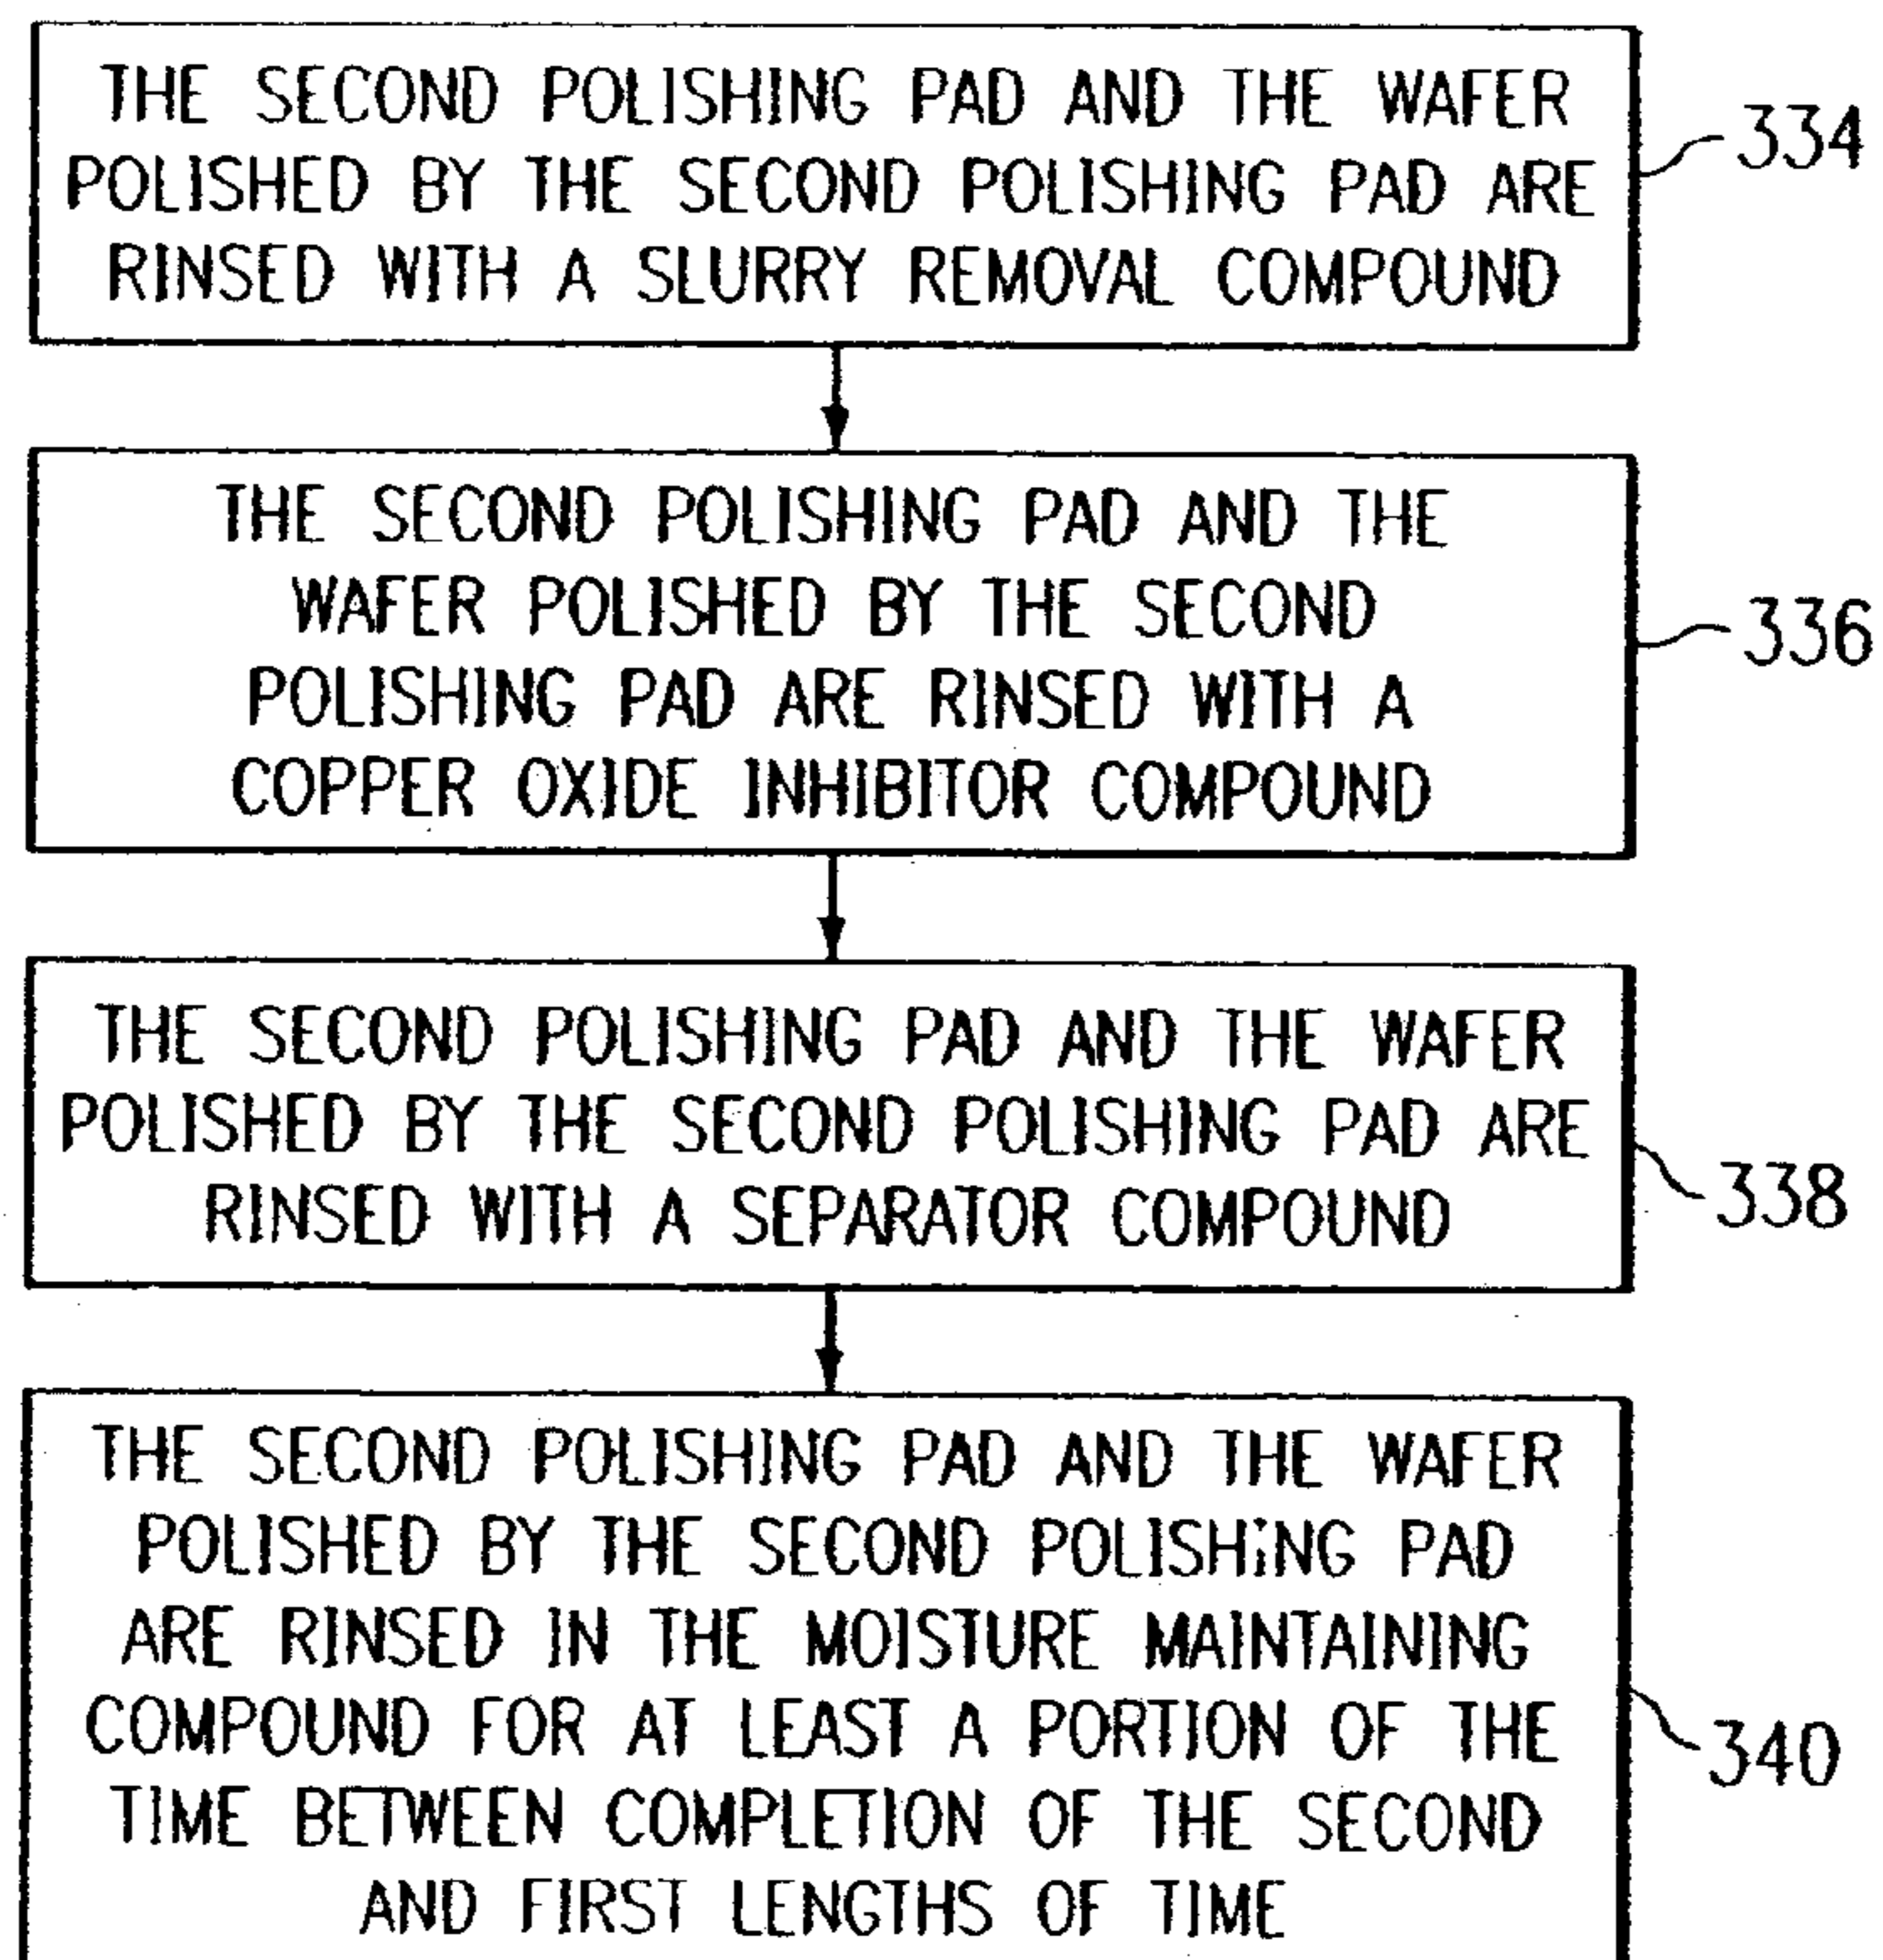 THE SECOND POLISHING PAD AND THE WAFER
POLISHED BY THE SECOND POLISHING PAD ARE
RINSED WITH A SLURRY REMOVAL COMPOUND
334
THE SECOND POLISHING PAD AND THE
WAFER POLISHED BY THE SECOND
POLISHING PAD ARE RINSED WITH A
COPPER OXIDE INHIBITOR COMPOUND
336
THE SECOND POLISHING PAD AND THE WAFER
POLISHED BY THE SECOND POLISHING PAD ARE
RINSED WITH A SEPARATOR COMPOUND
338
THE SECOND POLISHING PAD AND THE WAFER
POLISHED BY THE SECOND POLISHING PAD
ARE RINSED IN THE MOISTURE MAINTAINING
COMPOUND FOR AT LEAST A PORTION OF THE
TIME BETWEEN COMPLETION OF THE SECOND
AND FIRST LENGTHS OF TIME
340